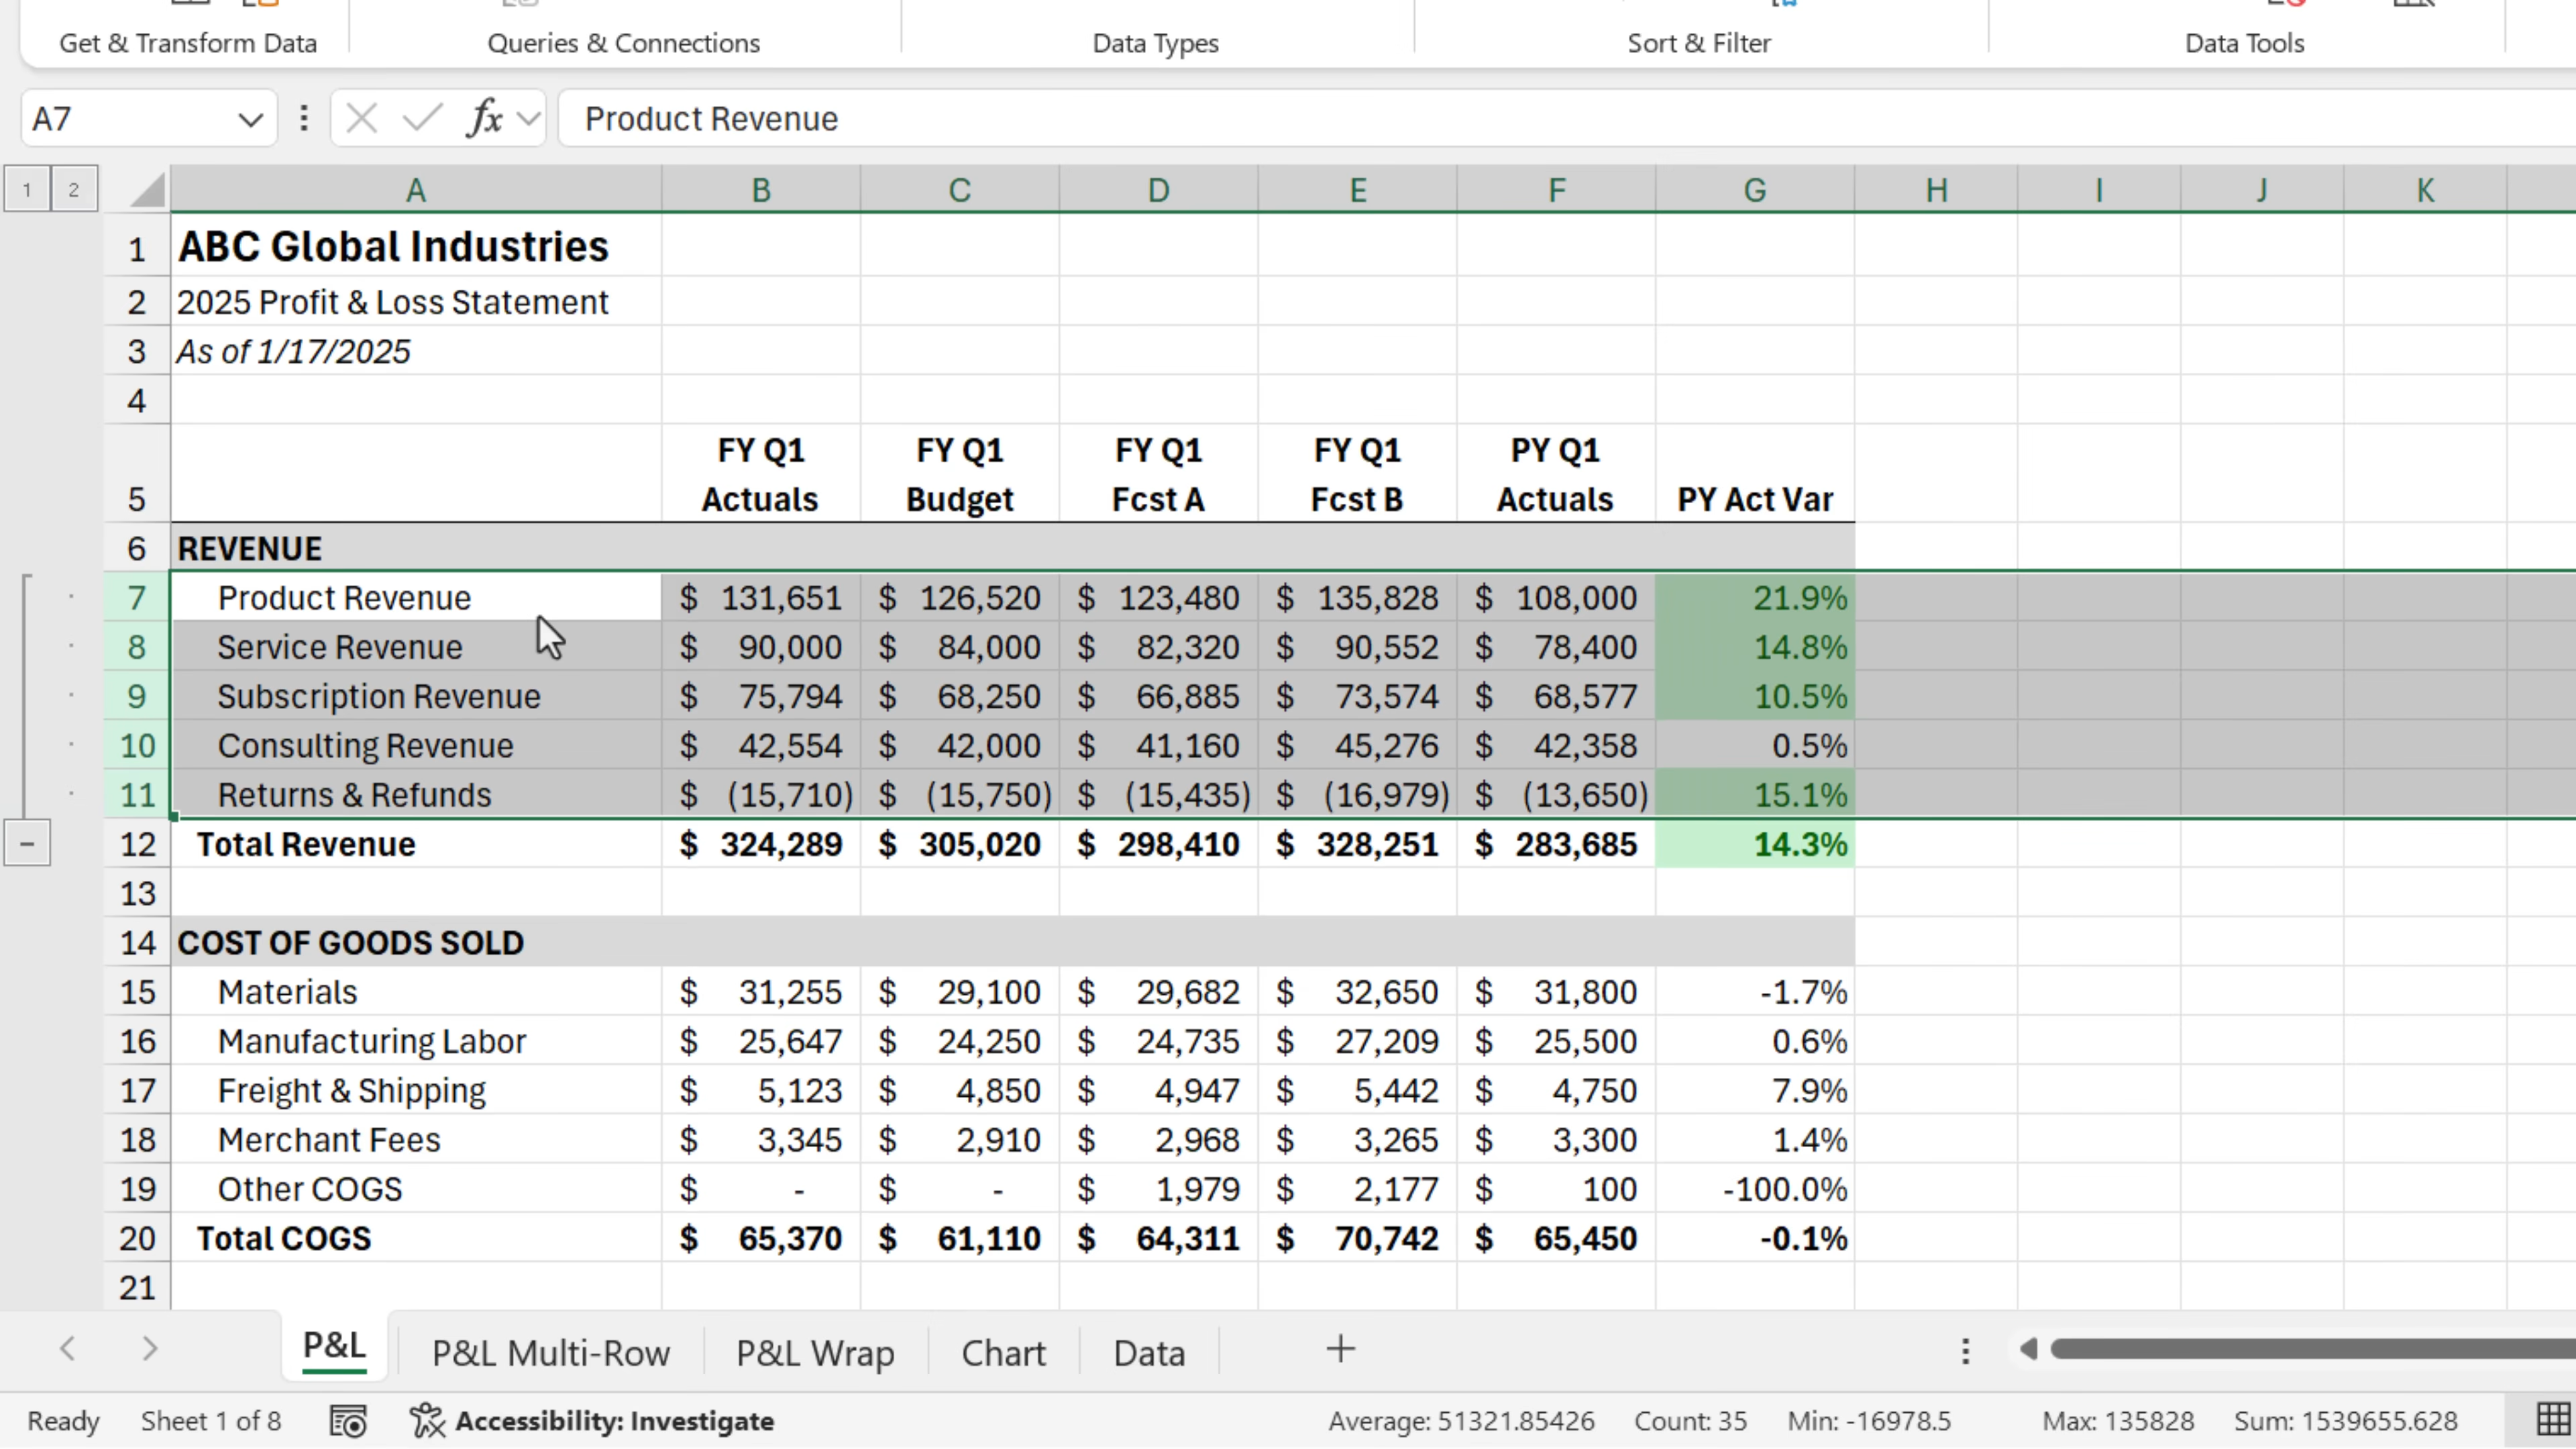 Get & Transform Data Queries & Connections Data Types Sort & Filter Data Tools
A7 fx Product Revenue
1 2 A B C D E F G H I J K
1 ABC Global Industries
2 2025 Profit & Loss Statement
3 As of 1/17/2025
4
FY Q1 FY Q1 FY Q1 FY Q1 PY Q1
5 Actuals Budget Fcst A Fcst B Actuals PY Act Var
6 REVENUE
7 Product Revenue $ 131,651 $ 126,520 $ 123,480 $ 135,828 $ 108,000 21.9%
8 Service Revenue $ 90,000 $ 84,000 $ 82,320 $ 90,552 $ 78,400 14.8%
9 Subscription Revenue $ 75,794 $ 68,250 $ 66,885 $ 73,574 $ 68,577 10.5%
10 Consulting Revenue $ 42,554 $ 42,000 $ 41,160 $ 45,276 $ 42,358 0.5%
11 Returns & Refunds $ (15,710) $ (15,750) $ (15,435) $ (16,979) $ (13,650) 15.1%
12 Total Revenue $ 324,289 $ 305,020 $ 298,410 $ 328,251 $ 283,685 14.3%
13
14 COST OF GOODS SOLD
15 Materials $ 31,255 $ 29,100 $ 29,682 $ 32,650 $ 31,800 -1.7%
16 Manufacturing Labor $ 25,647 $ 24,250 $ 24,735 $ 27,209 $ 25,500 0.6%
17 Freight & Shipping $ 5,123 $ 4,850 $ 4,947 $ 5,442 $ 4,750 7.9%
18 Merchant Fees $ 3,345 $ 2,910 $ 2,968 $ 3,265 $ 3,300 1.4%
19 Other COGS $ - $ - $ 1,979 $ 2,177 $ 100 -100.0%
20 Total COGS $ 65,370 $ 61,110 $ 64,311 $ 70,742 $ 65,450 -0.1%
21
P&L P&L Multi-Row P&L Wrap Chart Data
Ready Sheet 1 of 8 Accessibility: Investigate Average: 51321.85426 Count: 35 Min: -16978.5 Max: 135828 Sum: 1539655.628